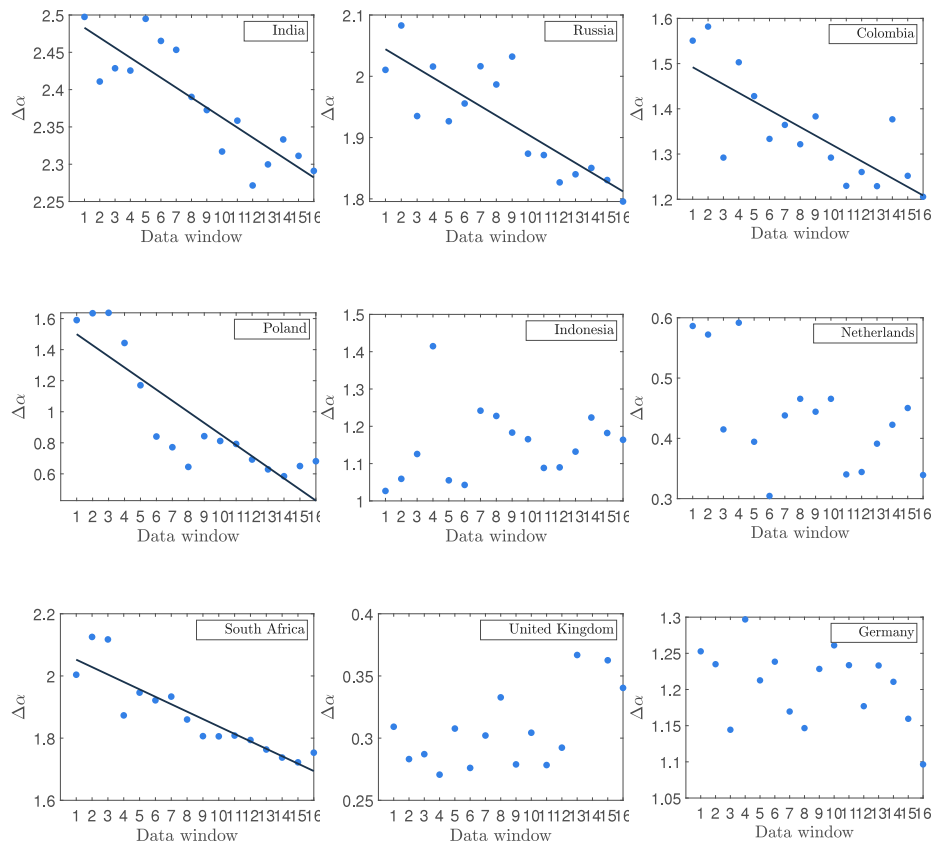 India
2.5
2.45
2.4
2.35
2.3
2.25
Δα
1 2 3 4 5 6 7 8 9 10 11 12 13 14 15 16
Data window
Russia
2.1
2
1.9
1.8
Δα
1 2 3 4 5 6 7 8 9 10 11 12 13 14 15 16
Data window
Colombia
1.6
1.5
1.4
1.3
1.2
Δα
1 2 3 4 5 6 7 8 9 10 11 12 13 14 15 16
Data window
Poland
1.6
1.4
1.2
1
0.8
0.6
Δα
1 2 3 4 5 6 7 8 9 10 11 12 13 14 15 16
Data window
Indonesia
1.5
1.4
1.3
1.2
1.1
1
Δα
1 2 3 4 5 6 7 8 9 10 11 12 13 14 15 16
Data window
Netherlands
0.6
0.5
0.4
0.3
Δα
1 2 3 4 5 6 7 8 9 10 11 12 13 14 15 16
Data window
South Africa
2.2
2
1.8
1.6
Δα
1 2 3 4 5 6 7 8 9 10 11 12 13 14 15 16
Data window
United Kingdom
0.4
0.35
0.3
0.25
Δα
1 2 3 4 5 6 7 8 9 10 11 12 13 14 15 16
Data window
Germany
1.3
1.25
1.2
1.15
1.1
1.05
Δα
1 2 3 4 5 6 7 8 9 10 11 12 13 14 15 16
Data window